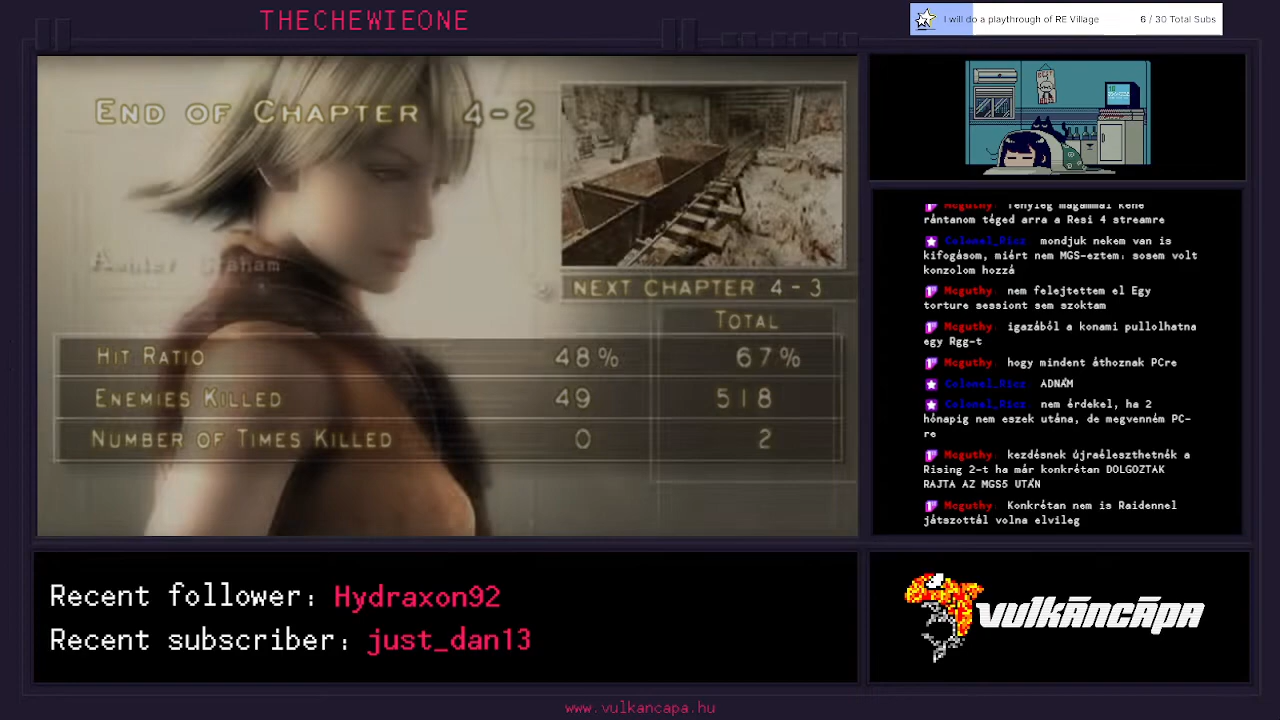 THECHEWIEONE
I will do a playthrough of RE Village 6 / 30 Total Subs
END OF CHAPTER 4-2
Ashley Graham
NEXT CHAPTER 4-3
TOTAL
HIT RATIO 48% 67%
ENEMIES KILLED 49 518
NUMBER OF TIMES KILLED 0 2
Mcguthy: Tényleg magammal kéne
rántanom téged arra a Resi 4 streamre
Colonel_Ricz: mondjuk nekem van is
kifogásom, miért nem MGS-eztem: sosem volt
konzolom hozzá
Mcguthy: nem felejtettem el Egy
torture sessiont sem szoktam
Mcguthy: igazából a konami pullolhatna
egy Rgg-t
Mcguthy: hogy mindent áthoznak PCre
Colonel_Ricz: ADNÁM
Colonel_Ricz: nem érdekel, ha 2
hónapig nem eszek utána, de megvenném PC-
re
Mcguthy: kezdésnek újraéleszthetnék a
Rising 2-t ha már konkrétan DOLGOZTAK
RAJTA AZ MGS5 UTÁN
Mcguthy: Konkrétan nem is Raidennel
játszottál volna elvileg
Recent follower: Hydraxon92
Recent subscriber: just_dan13
vulkáncápa
www.vulkancapa.hu